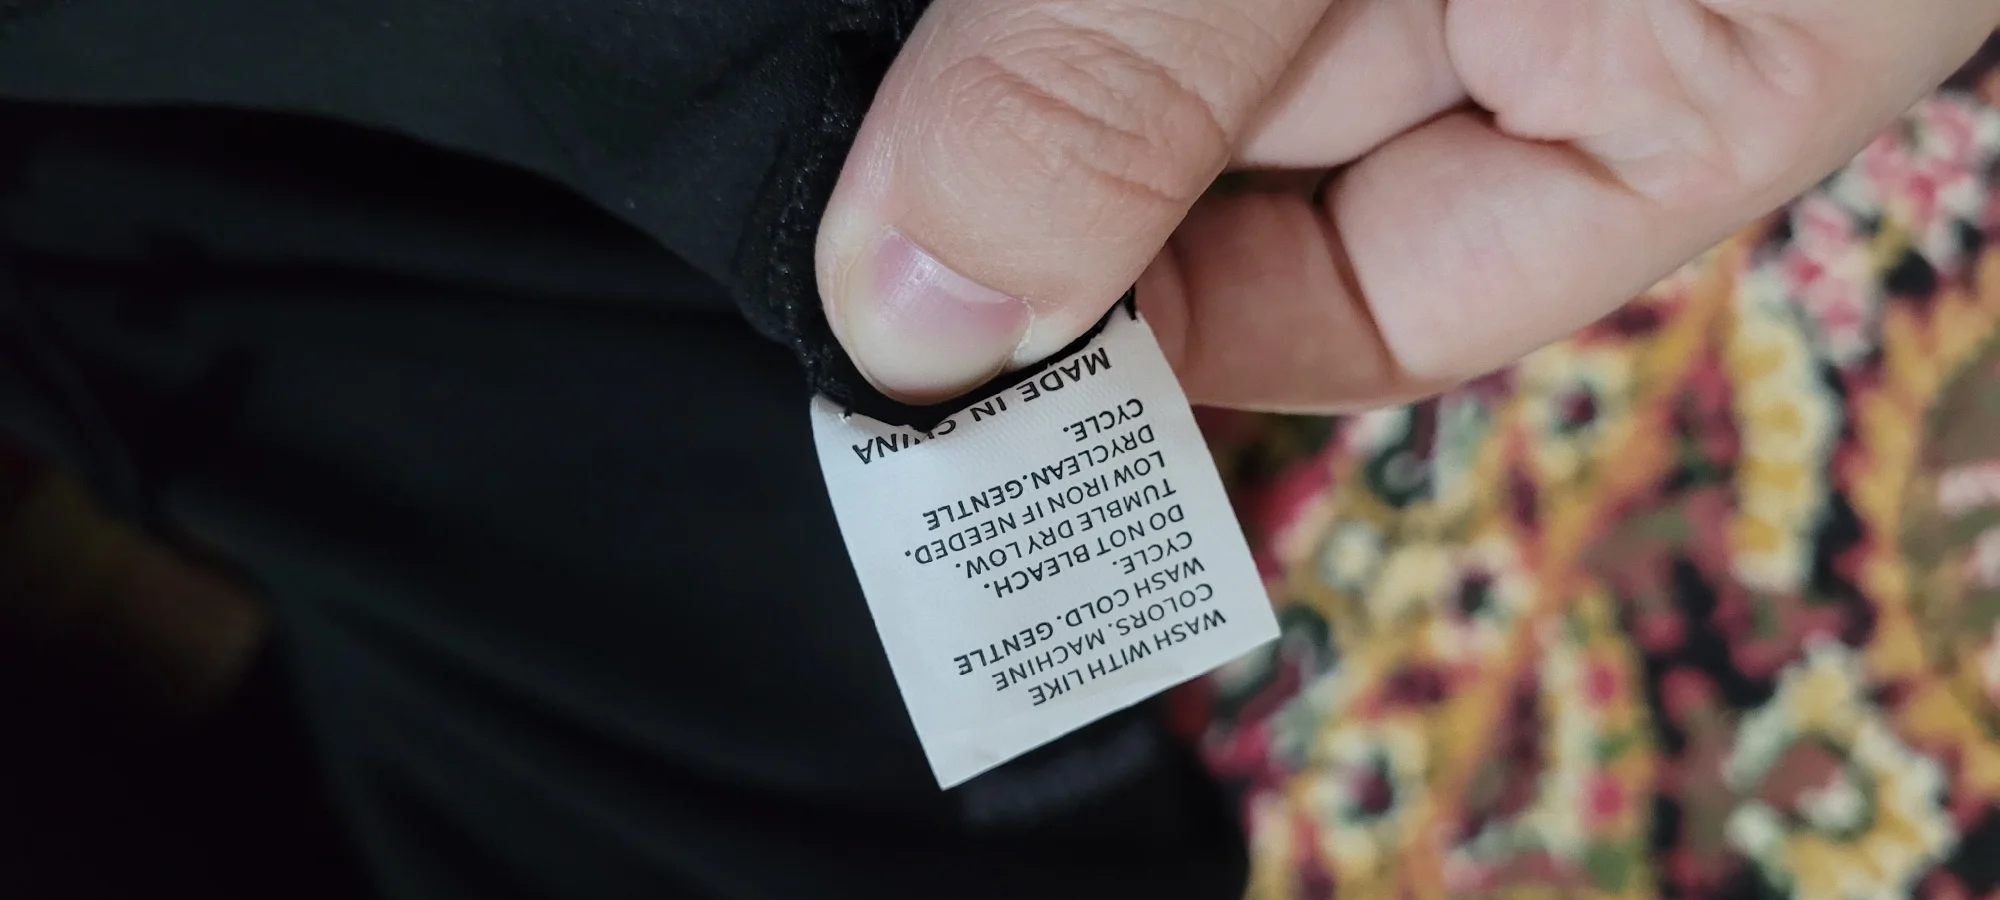 WASH WITH LIKE
COLORS. MACHINE
WASH COLD. GENTLE
CYCLE.
DO NOT BLEACH.
TUMBLE DRY LOW.
LOW IRON IF NEEDED.
DRYCLEAN.GENTLE
CYCLE.
MADE IN CHINA